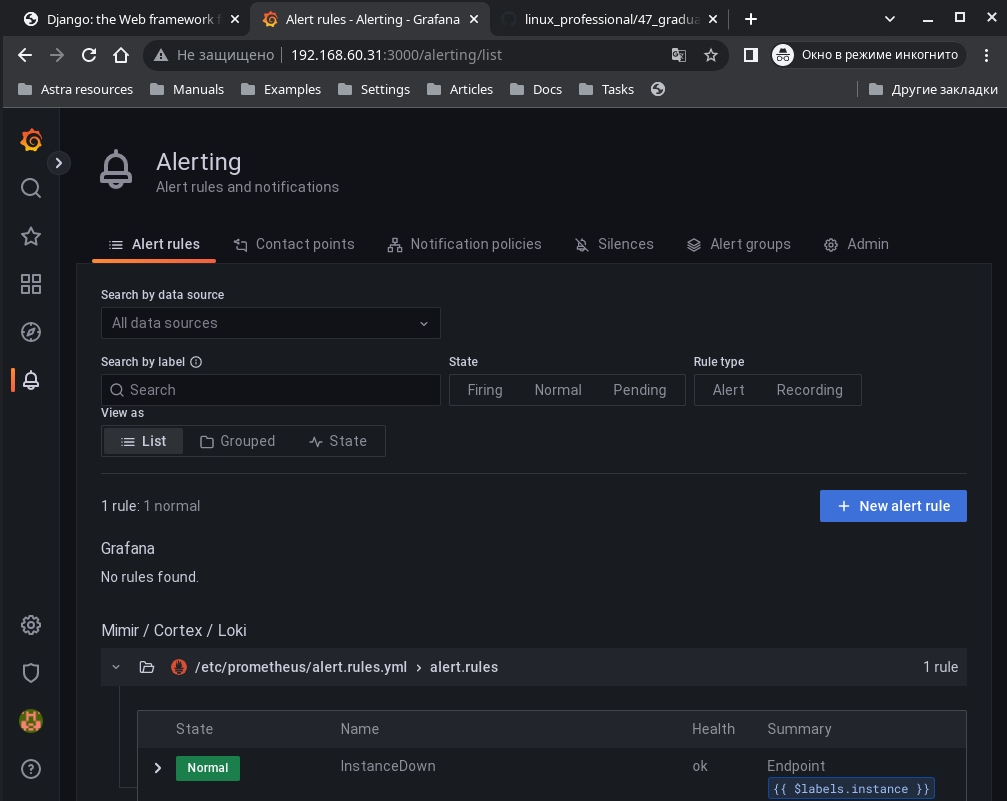 Django: the Web framework f
Alert rules - Alerting - Grafana
linux_professional/47_gradua
Не защищено
192.168.60.31:3000/alerting/list
Окно в режиме инкогнито
Astra resources
Manuals
Examples
Settings
Articles
Docs
Tasks
Другие закладки
Alerting
Alert rules and notifications
Alert rules
Contact points
Notification policies
Silences
Alert groups
Admin
Search by data source
All data sources
Search by label
State
Rule type
Search
Firing
Normal
Pending
Alert
Recording
View as
List
Grouped
State
1 rule: 1 normal
+ New alert rule
Grafana
No rules found.
Mimir / Cortex / Loki
/etc/prometheus/alert.rules.yml › alert.rules
1 rule
State
Name
Health
Summary
Normal
InstanceDown
ok
Endpoint
{{ $labels.instance }}